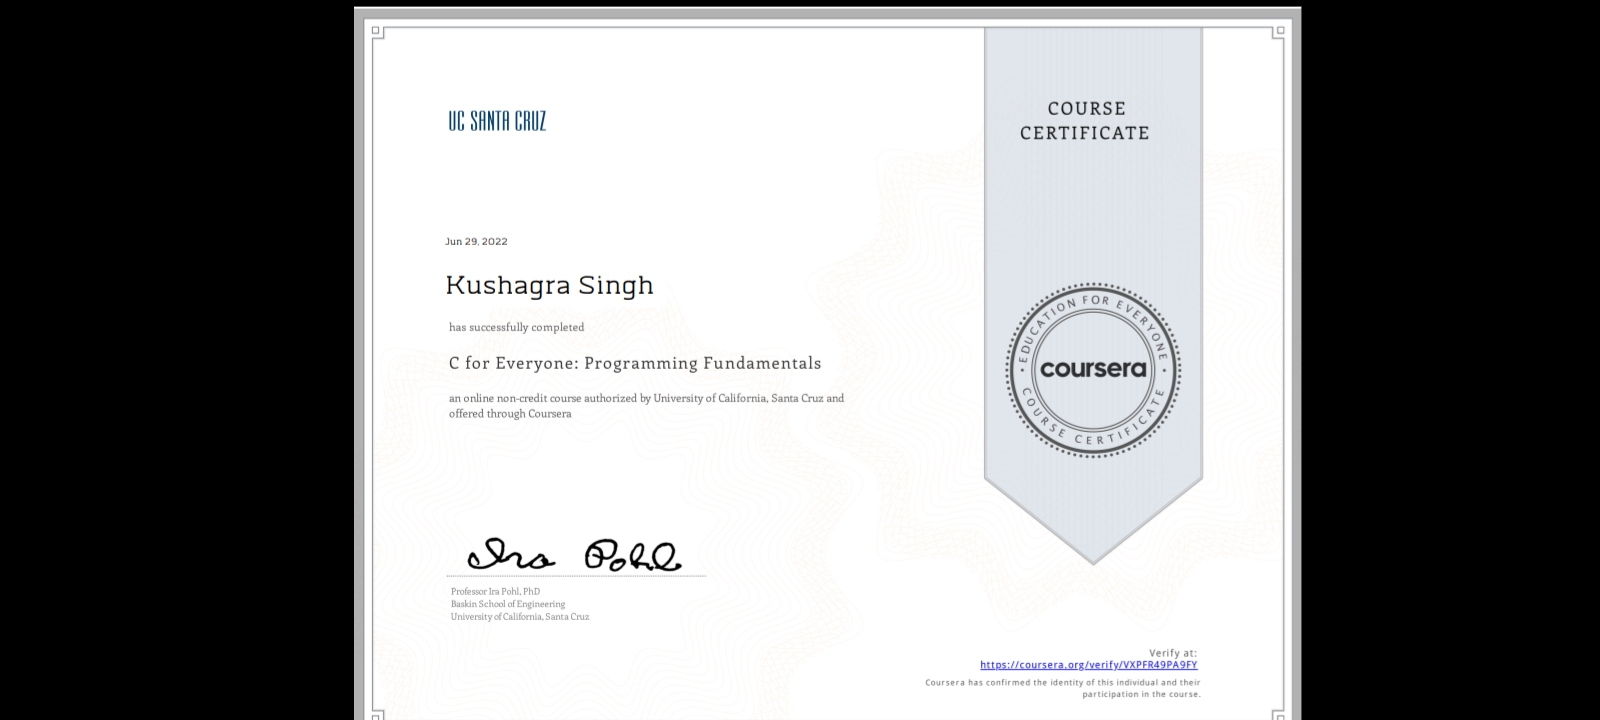 UC SANTA CRUZ
COURSE
CERTIFICATE
Jun 29, 2022
Kushagra Singh
has successfully completed
C for Everyone: Programming Fundamentals
an online non-credit course authorized by University of California, Santa Cruz and
offered through Coursera
EDUCATION FOR EVERYONE
coursera
COURSE CERTIFICATE
Ira Pohl
Professor Ira Pohl, PhD
Baskin School of Engineering
University of California, Santa Cruz
Verify at:
https://coursera.org/verify/VXPFR49PA9FY
Coursera has confirmed the identity of this individual and their
participation in the course.